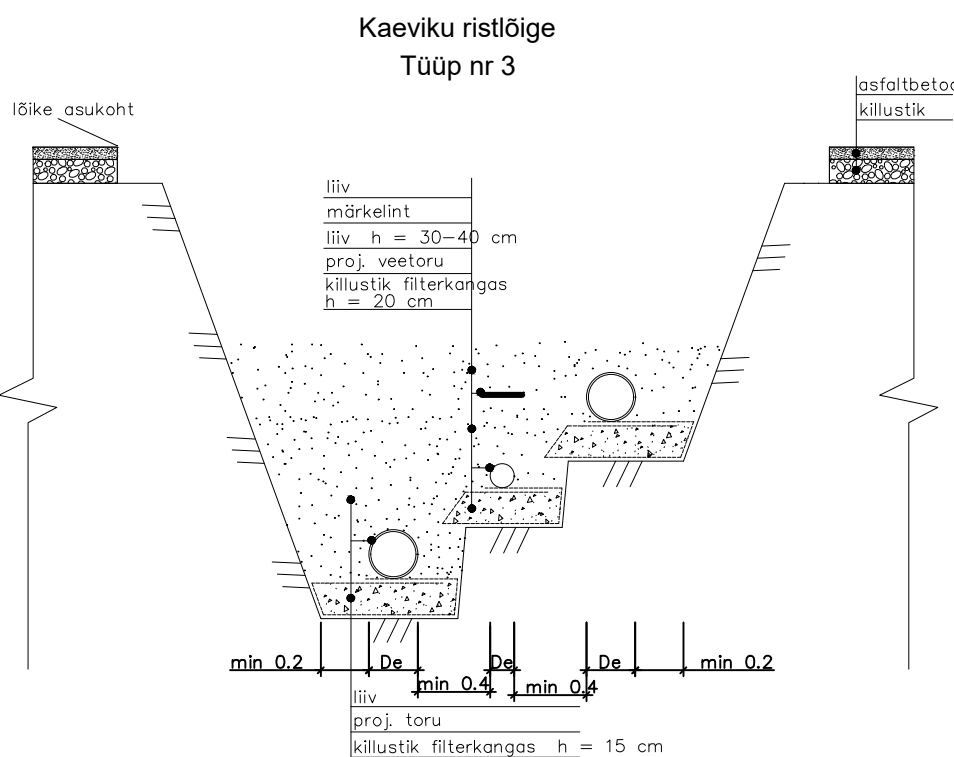 Kaeviku ristlõige
Tüüp nr 3
lõike asukoht
asfaltbetoo
killustik
liiv
märkelint
liiv h = 30-40 cm
proj. veetoru
killustik filterkangas
h = 20 cm
min 0.2
De
De
De
min 0.2
min 0.4
min 0.4
liiv
proj. toru
killustik filterkangas h = 15 cm